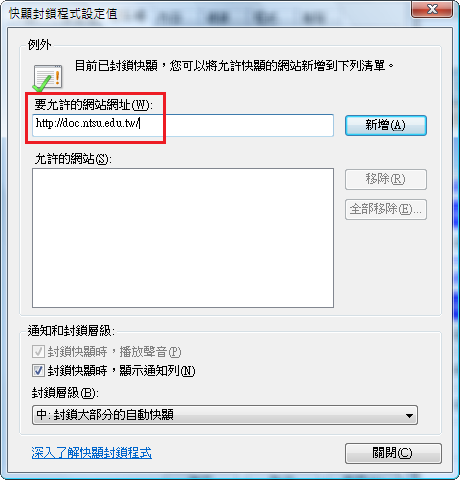 快顯封鎖程式設定值
例外
目前已封鎖快顯，您可以將允許快顯的網站新增到下列清單。
要允許的網站網址(W):
http://doc.ntsu.edu.tw/
新增(A)
允許的網站(S):
移除(R)
全部移除(E)...
通知和封鎖層級:
封鎖快顯時，播放聲音(P)
封鎖快顯時，顯示通知列(N)
封鎖層級(B):
中: 封鎖大部分的自動快顯
深入了解快顯封鎖程式
關閉(C)